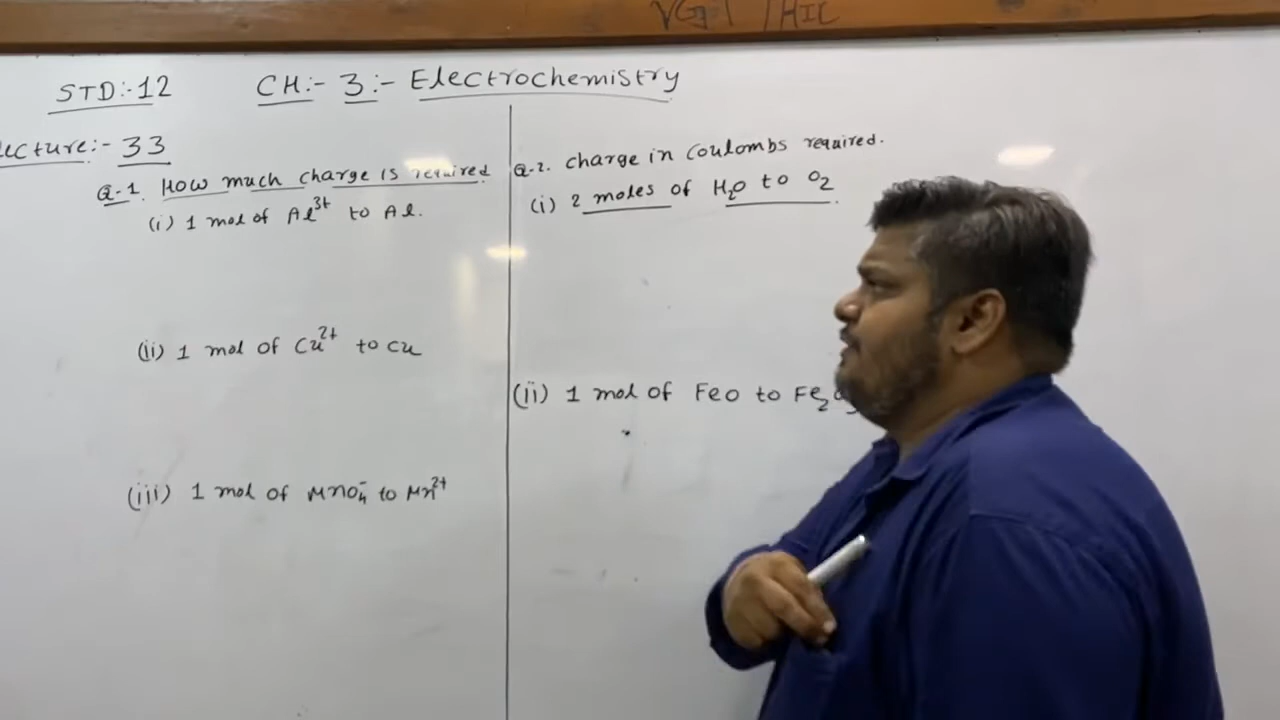 STD:-12 CH:- 3:- Electrochemistry
ecture:- 33
Q-1. How much charge is required
(i) 1 mol of Al³⁺ to Al.
(ii) 1 mol of Cu²⁺ to Cu
(iii) 1 mol of MnO₄⁻ to Mn²⁺
Q-2. Charge in Coulombs required.
(i) 2 moles of H₂O to O₂.
(ii) 1 mol of FeO to Fe₂O